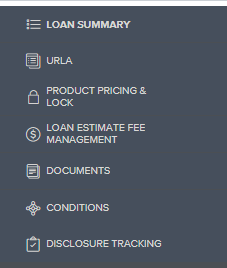 LOAN SUMMARY
URLA
PRODUCT PRICING &
LOCK
LOAN ESTIMATE FEE
MANAGEMENT
DOCUMENTS
CONDITIONS
DISCLOSURE TRACKING